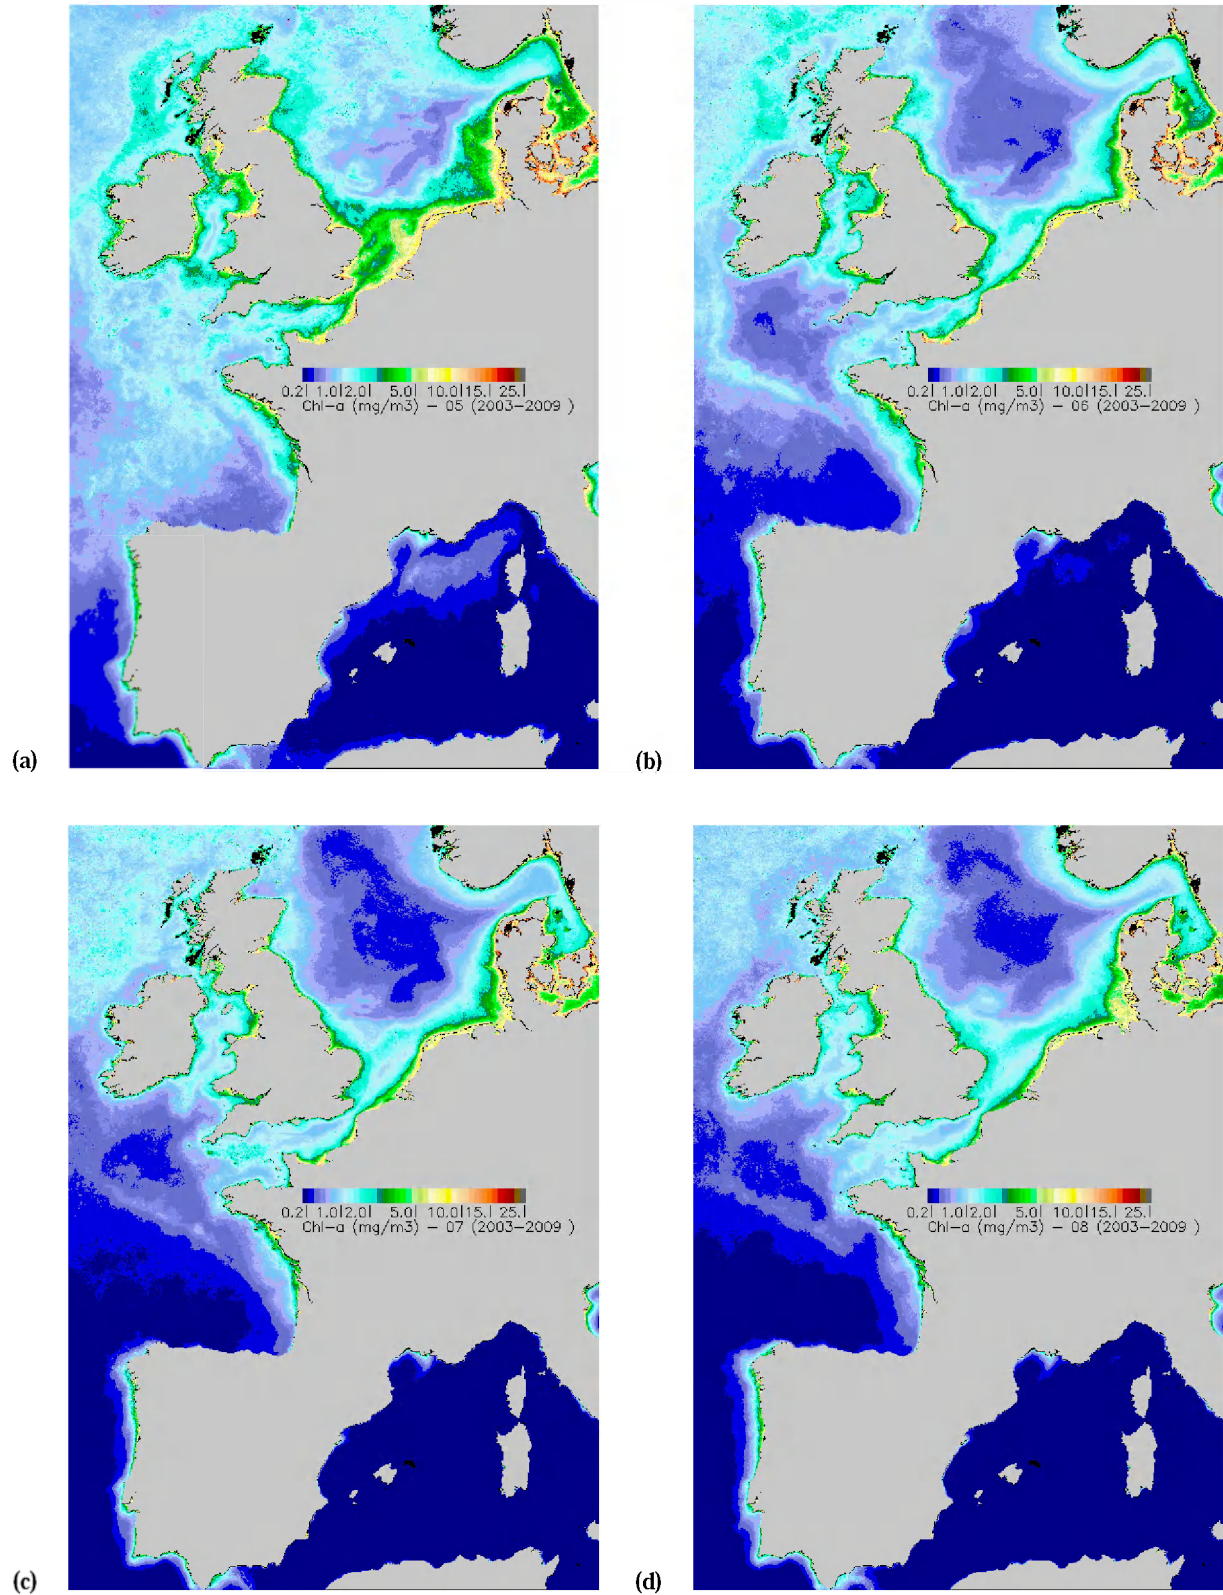 0.2 1.0 2.0 5.0 10.0 15. 25.
Chl-a (mg/m3) - 05 (2003-2009 )
0.2 1.0 2.0 5.0 10.0 15. 25.
Chl-a (mg/m3) - 06 (2003-2009 )
(a)
(b)
0.2 1.0 2.0 5.0 10.0 15. 25.
Chl-a (mg/m3) - 07 (2003-2009 )
0.2 1.0 2.0 5.0 10.0 15. 25.
Chl-a (mg/m3) - 08 (2003-2009 )
(c)
(d)